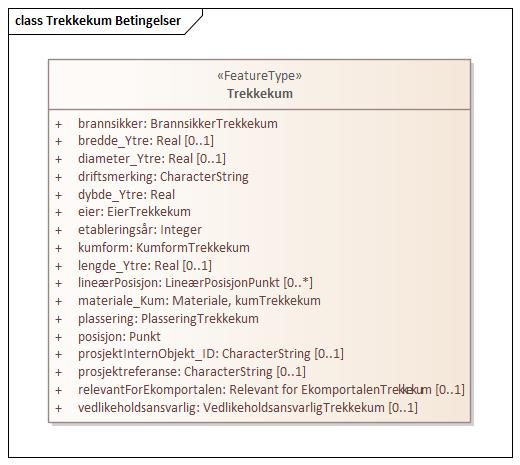 class Trekkekum Betingelser
«FeatureType»
Trekkekum
+ brannsikker: BrannsikkerTrekkekum
+ bredde_Ytre: Real [0..1]
+ diameter_Ytre: Real [0..1]
+ driftsmerking: CharacterString
+ dybde_Ytre: Real
+ eier: EierTrekkekum
+ etableringsår: Integer
+ kumform: KumformTrekkekum
+ lengde_Ytre: Real [0..1]
+ lineærPosisjon: LineærPosisjonPunkt [0..*]
+ materiale_Kum: Materiale, kumTrekkekum
+ plassering: PlasseringTrekkekum
+ posisjon: Punkt
+ prosjektInternObjekt_ID: CharacterString [0..1]
+ prosjektreferanse: CharacterString [0..1]
+ relevantForEkomportalen: Relevant for EkomportalenTrekkekum [0..1]
+ vedlikeholdsansvarlig: VedlikeholdsansvarligTrekkekum [0..1]